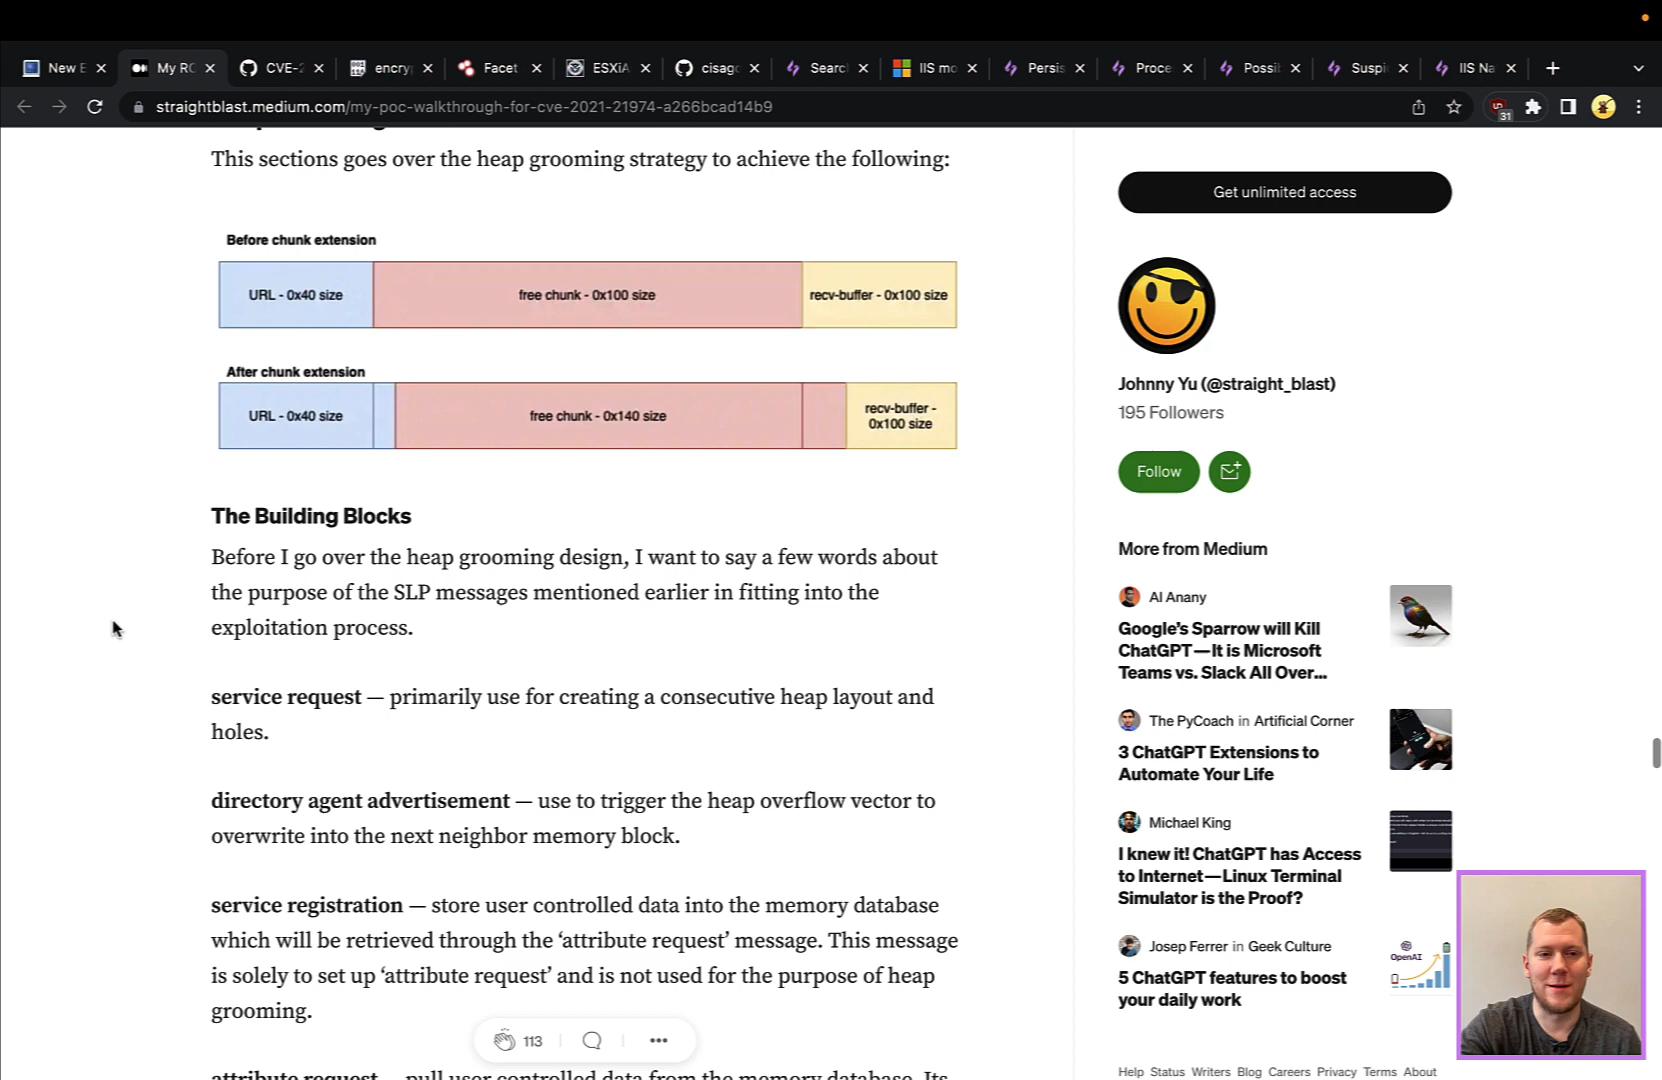 New E
My RC
CVE-2
encry
Facet
ESXiA
cisag
Searc
IIS mo
Persis
Proce
Possil
Suspi
IIS Na
straightblast.medium.com/my-poc-walkthrough-for-cve-2021-21974-a266bcad14b9
31
This sections goes over the heap grooming strategy to achieve the following:
Before chunk extension
URL - 0x40 size
free chunk - 0x100 size
recv-buffer - 0x100 size
After chunk extension
URL - 0x40 size
free chunk - 0x140 size
recv-buffer -
0x100 size
The Building Blocks
Before I go over the heap grooming design, I want to say a few words about
the purpose of the SLP messages mentioned earlier in fitting into the
exploitation process.
service request — primarily use for creating a consecutive heap layout and
holes.
directory agent advertisement — use to trigger the heap overflow vector to
overwrite into the next neighbor memory block.
service registration — store user controlled data into the memory database
which will be retrieved through the ‘attribute request’ message. This message
is solely to set up ‘attribute request’ and is not used for the purpose of heap
grooming.
113
attribute request — pull user controlled data from the memory database. Its
Get unlimited access
Johnny Yu (@straight_blast)
195 Followers
Follow
More from Medium
Al Anany
Google’s Sparrow will Kill
ChatGPT—It is Microsoft
Teams vs. Slack All Over...
The PyCoach in Artificial Corner
3 ChatGPT Extensions to
Automate Your Life
Michael King
I knew it! ChatGPT has Access
to Internet—Linux Terminal
Simulator is the Proof?
Josep Ferrer in Geek Culture
5 ChatGPT features to boost
your daily work
OpenAI
Help Status Writers Blog Careers Privacy Terms About